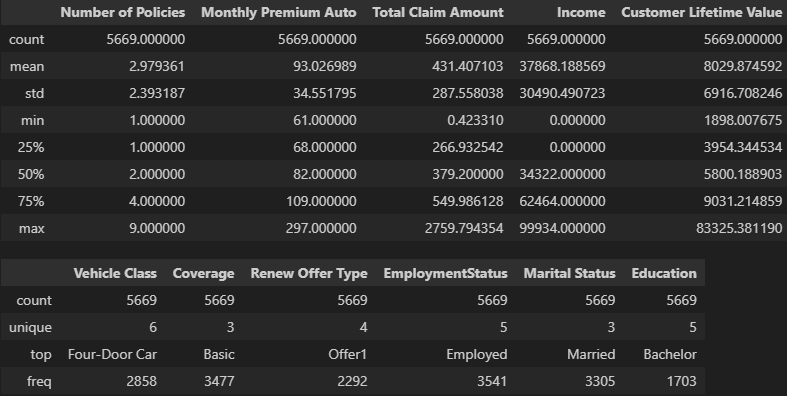 Number of Policies Monthly Premium Auto Total Claim Amount Income Customer Lifetime Value
count 5669.000000 5669.000000 5669.000000 5669.000000 5669.000000
mean 2.979361 93.026989 431.407103 37868.188569 8029.874592
std 2.393187 34.551795 287.558038 30490.490723 6916.708246
min 1.000000 61.000000 0.423310 0.000000 1898.007675
25% 1.000000 68.000000 266.932542 0.000000 3954.344534
50% 2.000000 82.000000 379.200000 34322.000000 5800.188903
75% 4.000000 109.000000 549.986128 62464.000000 9031.214859
max 9.000000 297.000000 2759.794354 99934.000000 83325.381190
Vehicle Class Coverage Renew Offer Type EmploymentStatus Marital Status Education
count 5669 5669 5669 5669 5669 5669
unique 6 3 4 5 3 5
top Four-Door Car Basic Offer1 Employed Married Bachelor
freq 2858 3477 2292 3541 3305 1703